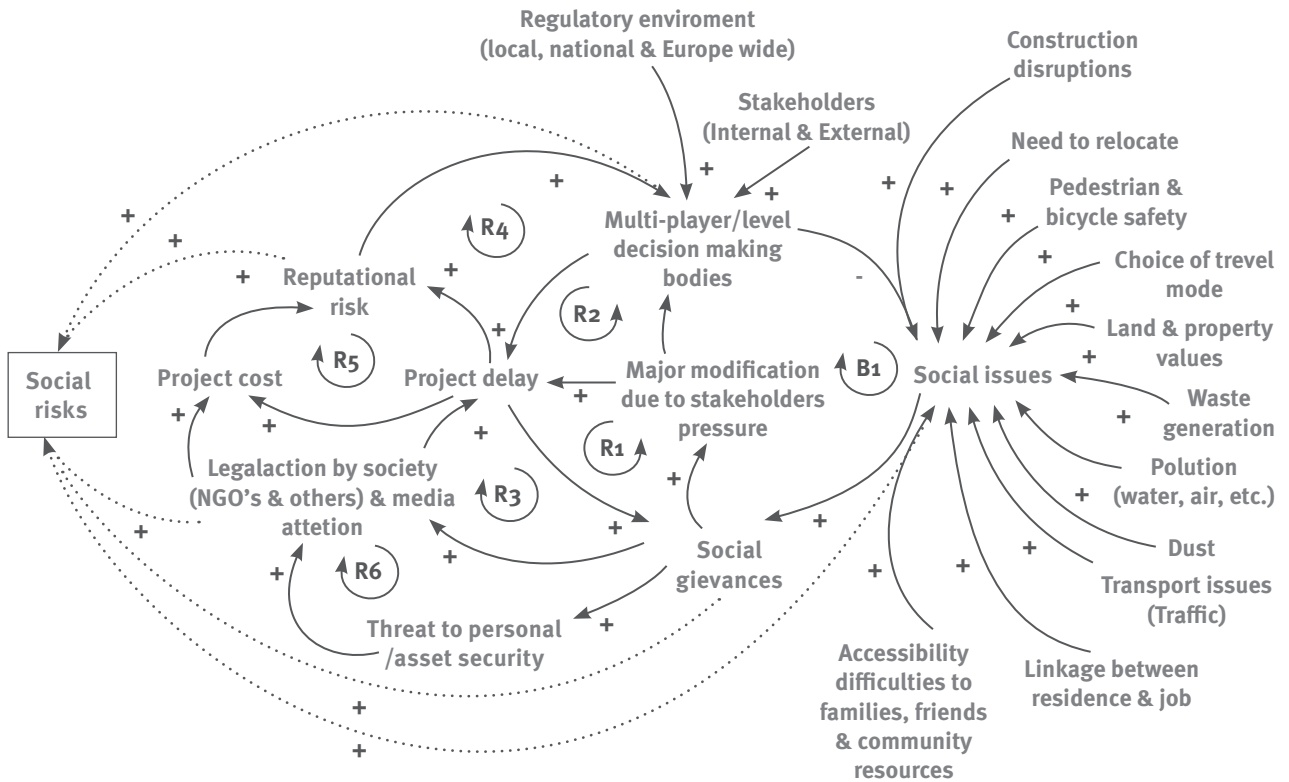 Regulatory enviroment
(local, national & Europe wide)
Construction
disruptions
Stakeholders
(Internal & External)
Need to relocate
+
+
+
+
Pedestrian &
bicycle safety
+
+
+
Multi-player/level
decision making
bodies
+
R4
+
Choice of trevel
mode
+
+
Reputational
risk
+
-
+
Land & property
values
R2
+
+
Social
risks
Project cost
R5
Project delay
Major modification
due to stakeholders
pressure
B1
Social issues
+
+
+
+
Waste
generation
+
R1
Legalaction by society
(NGO's & others) & media
attetion
R3
+
Polution
(water, air, etc.)
+
+
+
+
+
Social
gievances
+
Dust
+
R6
+
+
Transport issues
(Traffic)
Threat to personal
/asset security
+
Accessibility
difficulties to
families, friends
& community
resources
Linkage between
residence & job
+
+